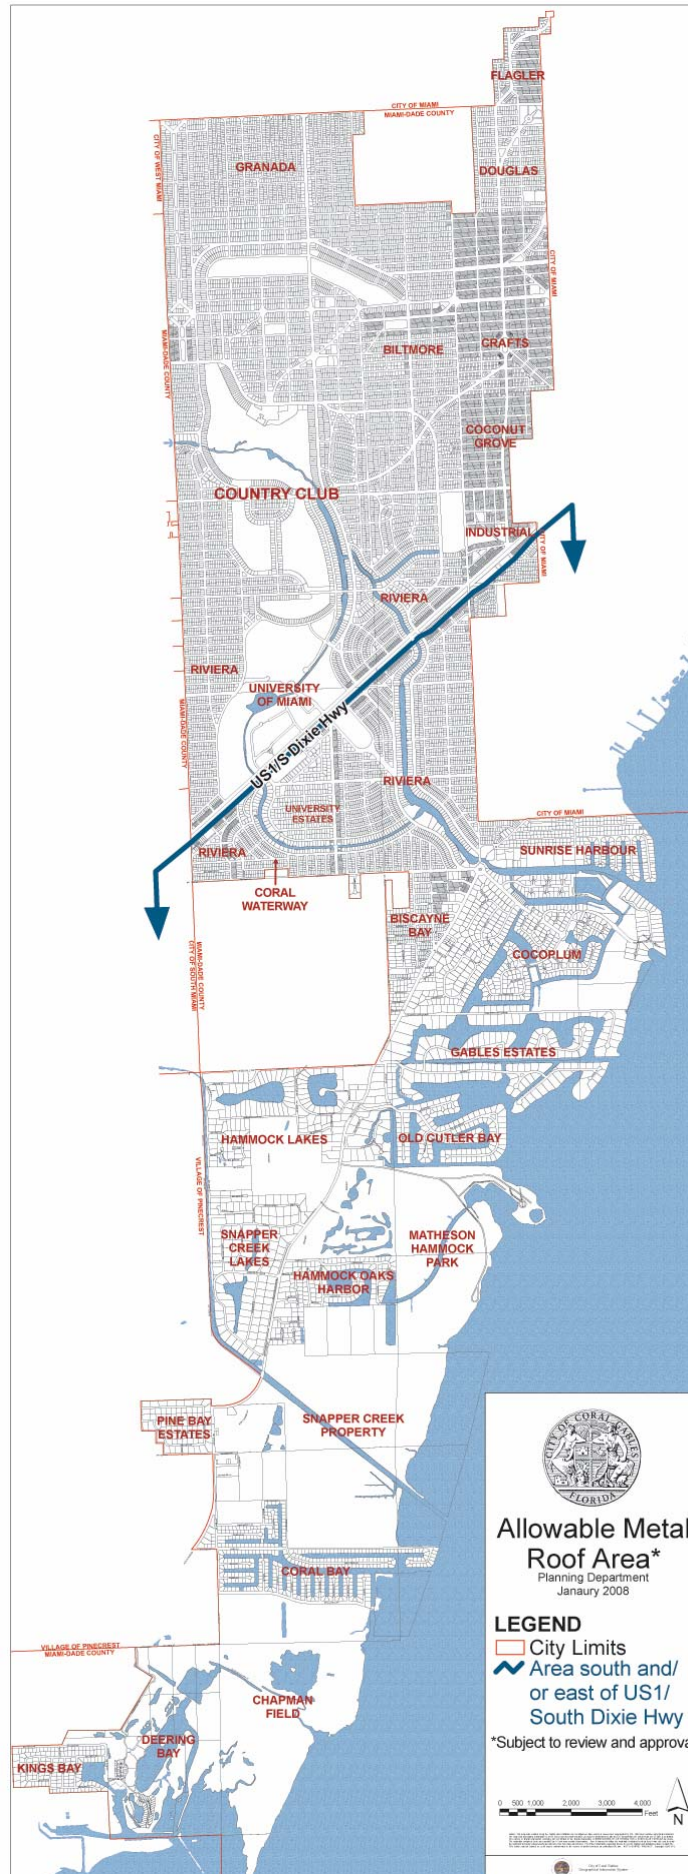 FLAGLER
CITY OF MIAMI
MIAMI-DADE COUNTY
CITY OF WEST MIAMI
GRANADA
DOUGLAS
CITY OF MIAMI
MIAMI-DADE COUNTY
BILTMORE
CRAFTS
COCONUT
GROVE
COUNTRY CLUB
INDUSTRIAL
CITY OF MIAMI
RIVIERA
RIVIERA
UNIVERSITY
OF MIAMI
MIAMI-DADE COUNTY
US1/S Dixie Hwy
RIVIERA
UNIVERSITY
ESTATES
CITY OF MIAMI
RIVIERA
SUNRISE HARBOUR
CORAL
WATERWAY
BISCAYNE
BAY
MIAMI-DADE COUNTY
CITY OF SOUTH MIAMI
COCOPLUM
GABLES ESTATES
HAMMOCK LAKES
OLD CUTLER BAY
VILLAGE OF PINECREST
SNAPPER
CREEK
LAKES
MATHESON
HAMMOCK
PARK
HAMMOCK OAKS
HARBOR
PINE BAY
ESTATES
SNAPPER CREEK
PROPERTY
CORAL BAY
VILLAGE OF PINECREST
MIAMI-DADE COUNTY
CHAPMAN
FIELD
DEERING
BAY
KINGS BAY
CITY OF CORAL GABLES
FLORIDA
Allowable Metal
Roof Area*
Planning Department
Janaury 2008
LEGEND
City Limits
Area south and/
or east of US1/
South Dixie Hwy
*Subject to review and approva
0 500 1,000 2,000 3,000 4,000
Feet
N